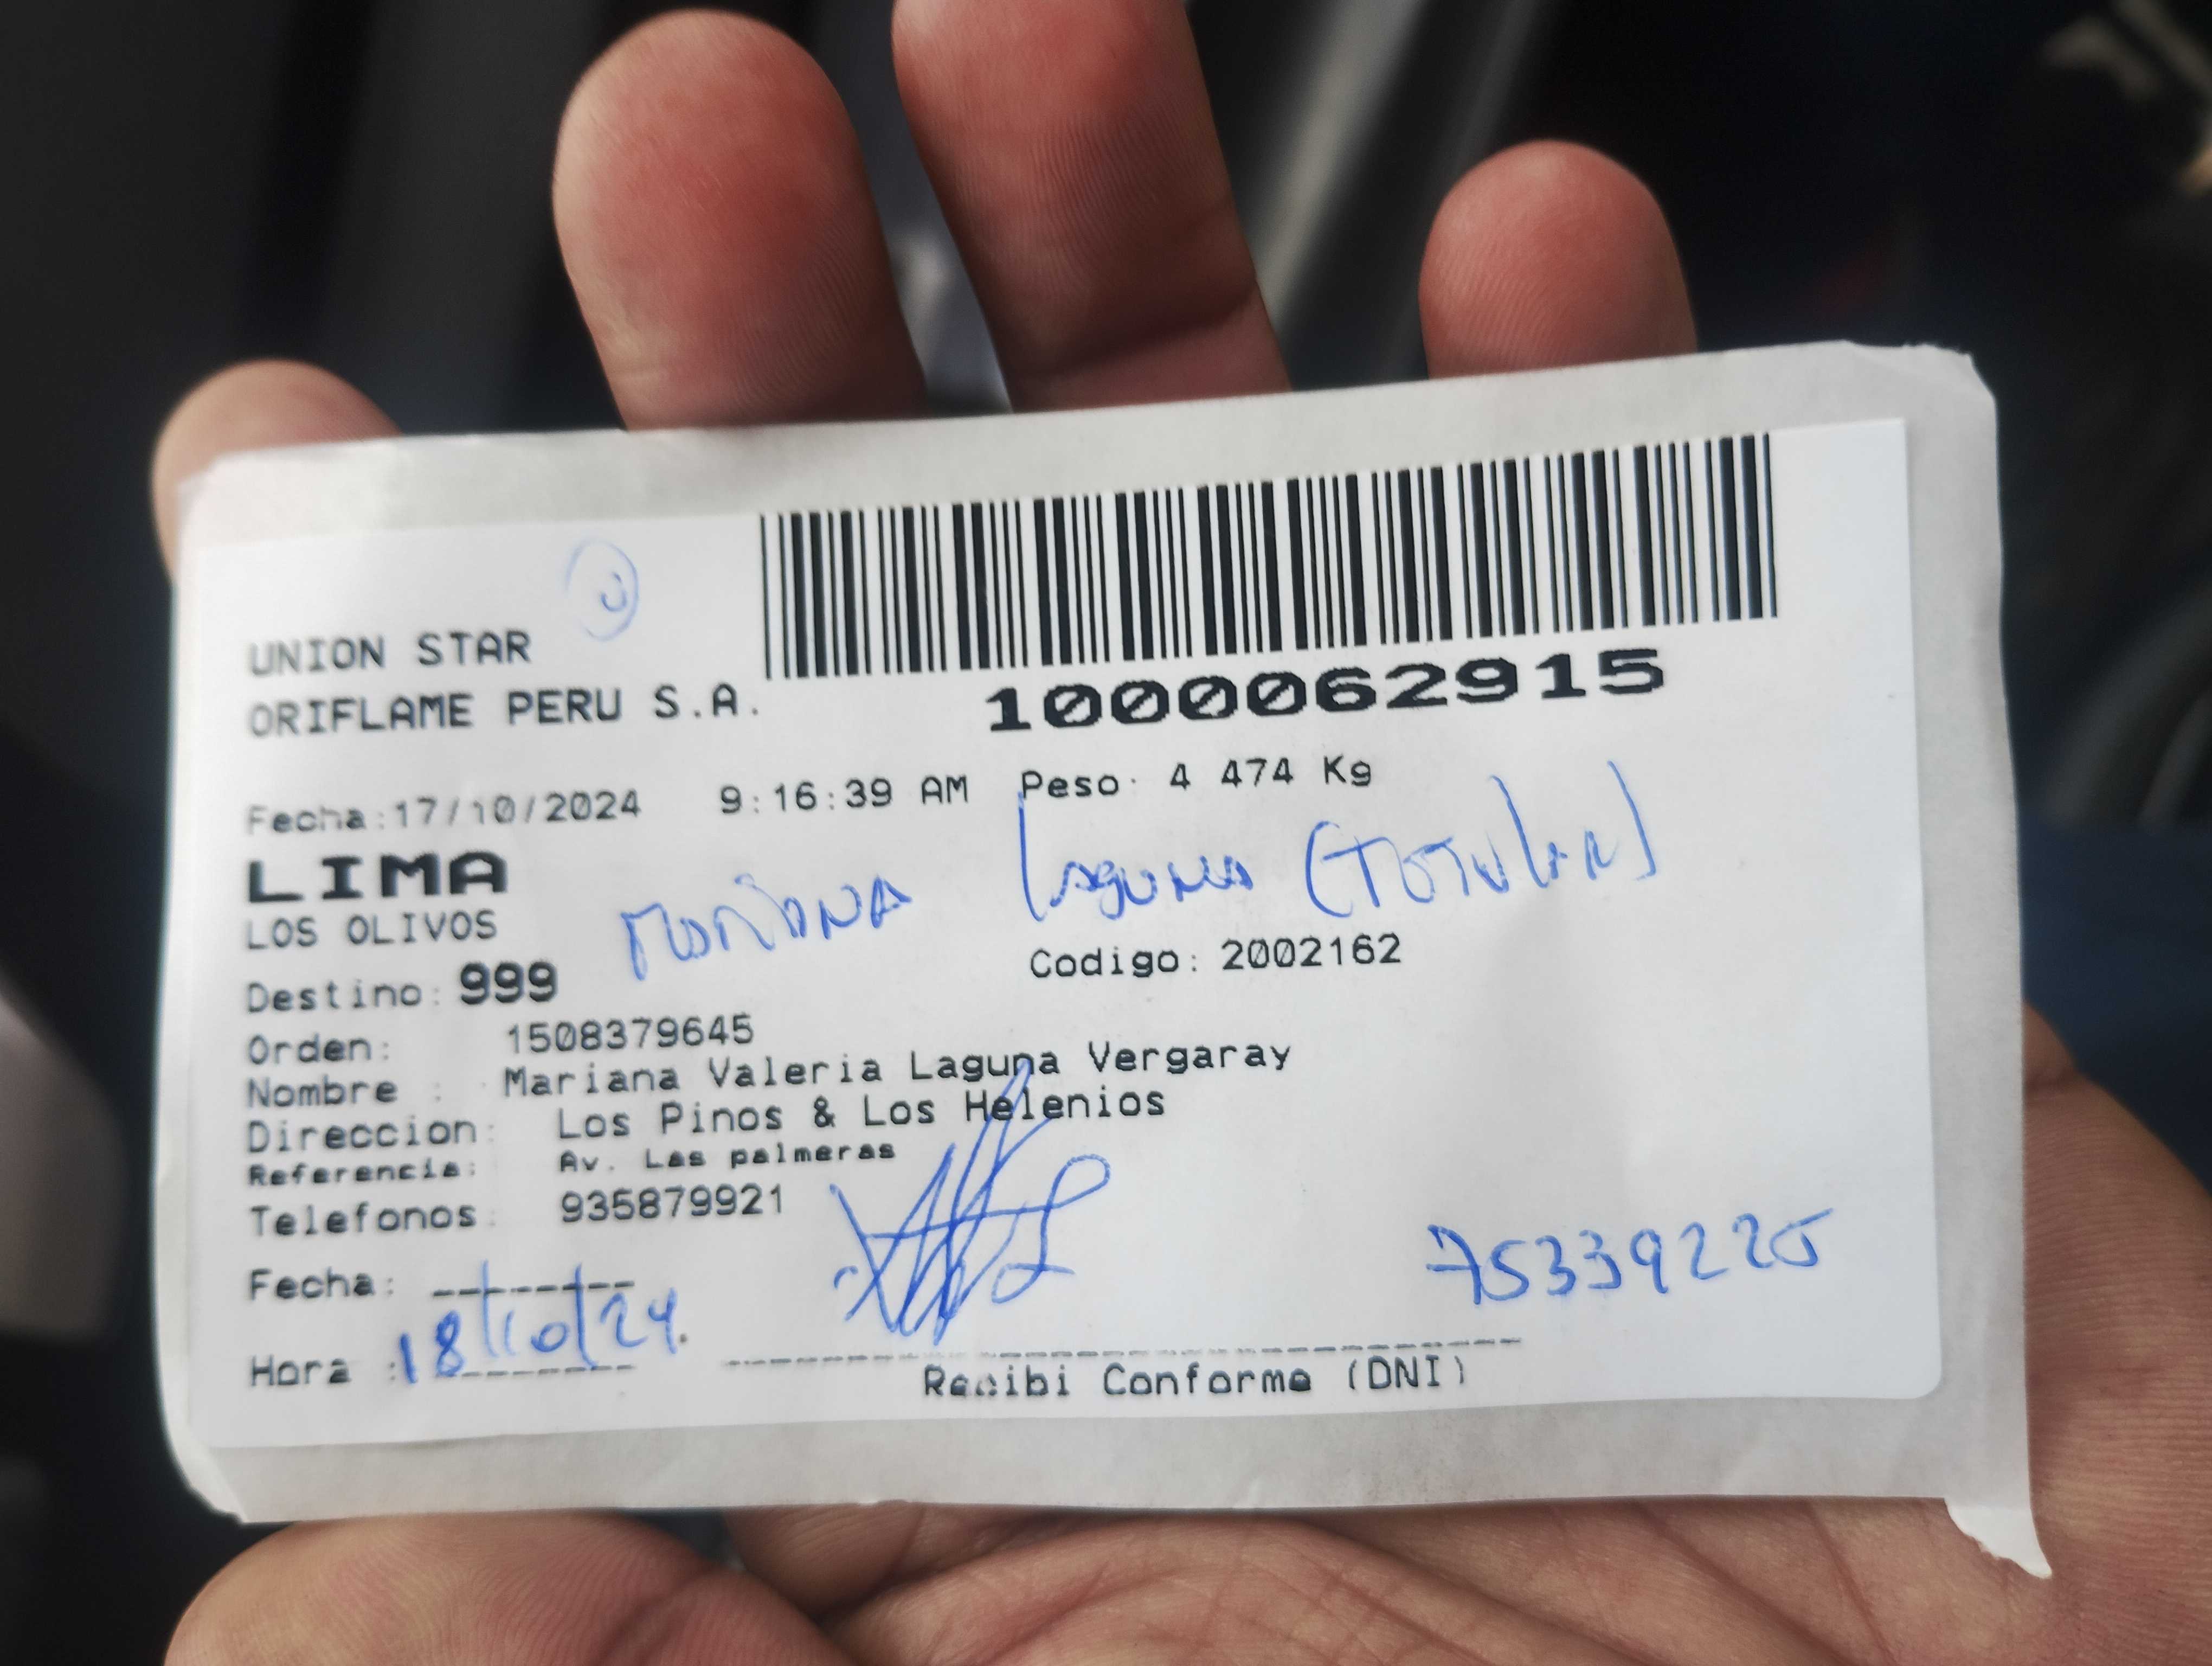 UNION STAR
ORIFLAME PERU S.A.
1000062915
Fecha:17/10/2024 9:16:39 AM Peso: 4 474 Kg
LIMA
LOS OLIVOS
Mariana Laguna (Titular)
Destino: 999 Codigo: 2002162
Orden: 1508379645
Nombre : Mariana Valeria Laguna Vergaray
Direccion: Los Pinos & Los Helenios
Referencia: Av. Las palmeras
Telefonos: 935879921
75339225
Fecha:
18/10/24.
Hora :
Recibi Conforme (DNI)